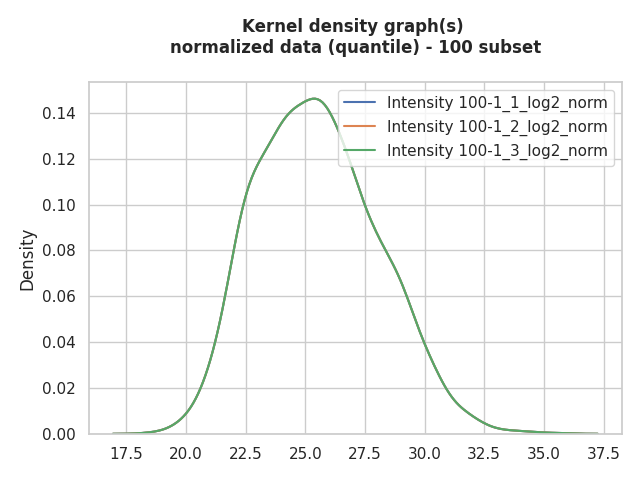 Kernel density graph(s)
normalized data (quantile) - 100 subset
Intensity 100-1_1_log2_norm
Intensity 100-1_2_log2_norm
Intensity 100-1_3_log2_norm
Density
0.14
0.12
0.10
0.08
0.06
0.04
0.02
0.00
17.5 20.0 22.5 25.0 27.5 30.0 32.5 35.0 37.5